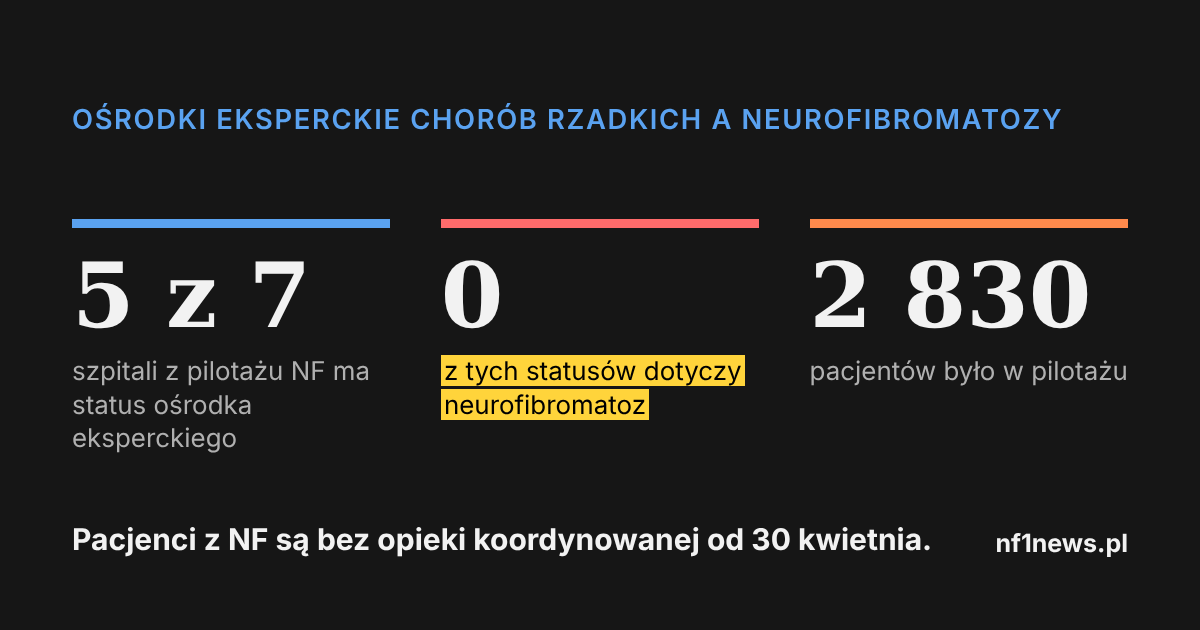 OŚRODKI EKSPERCKIE CHORÓB RZADKICH A NEUROFIBROMATOZY
5 z 7
szpitali z pilotażu NF ma
status ośrodka
eksperckiego
0
z tych statusów dotyczy
neurofibromatoz
2 830
pacjentów było w pilotażu
Pacjenci z NF są bez opieki koordynowanej od 30 kwietnia.
nf1news.pl